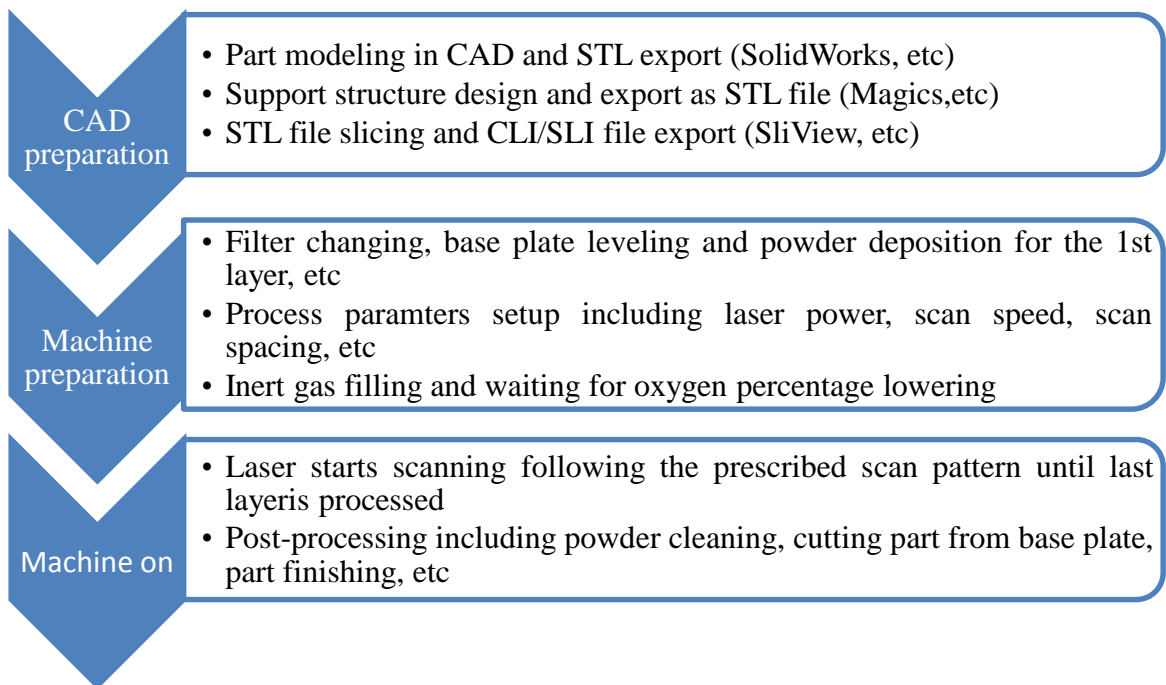 CAD
preparation
• Part modeling in CAD and STL export (SolidWorks, etc)
• Support structure design and export as STL file (Magics,etc)
• STL file slicing and CLI/SLI file export (SliView, etc)
Machine
preparation
• Filter changing, base plate leveling and powder deposition for the 1st
layer, etc
• Process paramters setup including laser power, scan speed, scan
spacing, etc
• Inert gas filling and waiting for oxygen percentage lowering
Machine on
• Laser starts scanning following the prescribed scan pattern until last
layeris processed
• Post-processing including powder cleaning, cutting part from base plate,
part finishing, etc